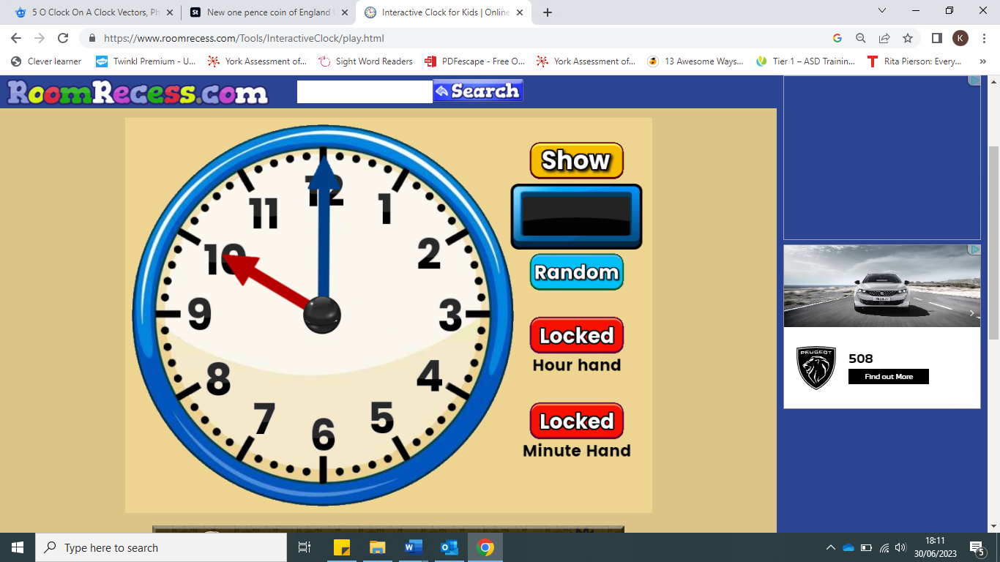 5 O Clock On A Clock Vectors, Ph
New one pence coin of England
Interactive Clock for Kids | Online
https://www.roomrecess.com/Tools/InteractiveClock/play.html
K
Clever learner
Twinkl Premium - U...
York Assessment of...
Sight Word Readers
PDFescape - Free O...
York Assessment of...
13 Awesome Ways...
Tier 1 – ASD Trainin...
Rita Pierson: Every...
»
RoomRecess.com
Search
12
1
2
3
4
5
6
7
8
9
10
11
Show
Random
Locked
Hour hand
Locked
Minute Hand
PEUGEOT
508
Find out More
Type here to search
18:11
30/06/2023
5